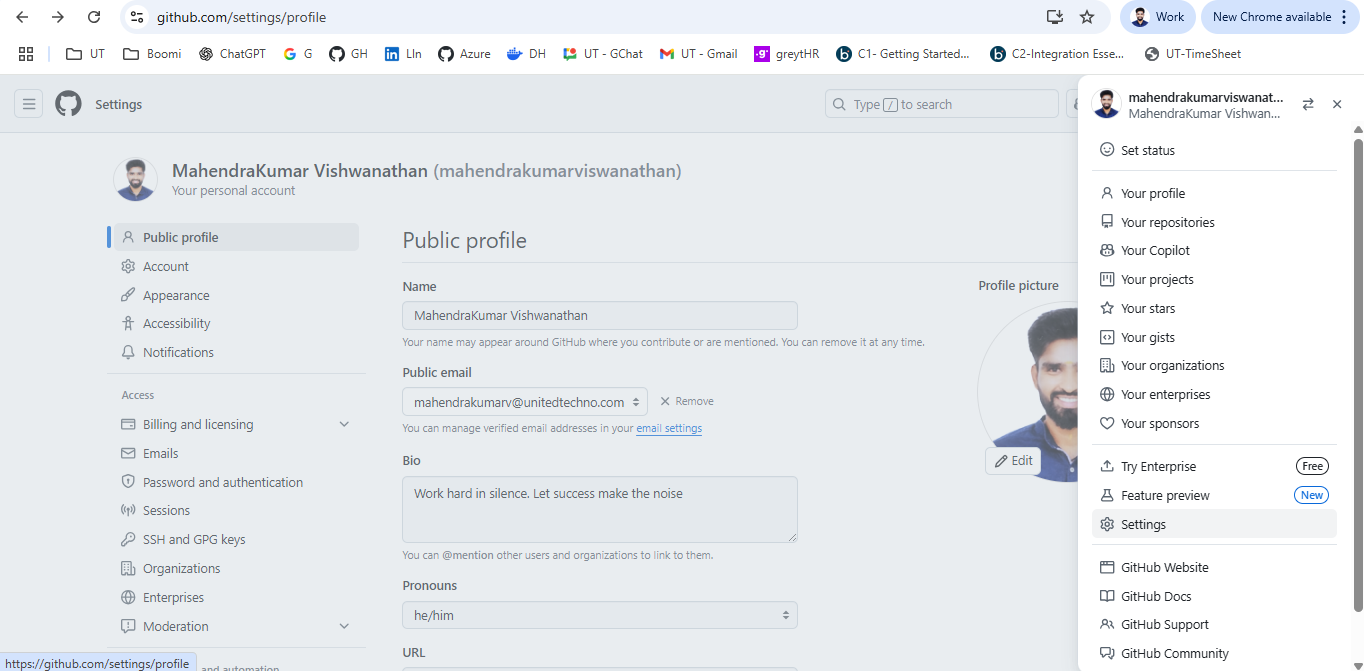 github.com/settings/profile
Work
New Chrome available
UT
Boomi
ChatGPT
G
GH
LIn
Azure
DH
UT - GChat
UT - Gmail
.g:
greytHR
b
C1- Getting Started...
b
C2-Integration Esse...
UT-TimeSheet
Settings
Type / to search
MahendraKumar Vishwanathan (mahendrakumarviswanathan)
Your personal account
Public profile
Account
Appearance
Accessibility
Notifications
Access
Billing and licensing
Emails
Password and authentication
Sessions
SSH and GPG keys
Organizations
Enterprises
Moderation
and automation
https://github.com/settings/profile
Public profile
Name
MahendraKumar Vishwanathan
Your name may appear around GitHub where you contribute or are mentioned. You can remove it at any time.
Public email
mahendrakumarv@unitedtechno.com
Remove
You can manage verified email addresses in your email settings
Bio
Work hard in silence. Let success make the noise
You can @mention other users and organizations to link to them.
Pronouns
he/him
URL
Profile picture
Edit
mahendrakumarviswanat...
MahendraKumar Vishwan...
Set status
Your profile
Your repositories
Your Copilot
Your projects
Your stars
Your gists
Your organizations
Your enterprises
Your sponsors
Try Enterprise
Free
Feature preview
New
Settings
GitHub Website
GitHub Docs
GitHub Support
GitHub Community